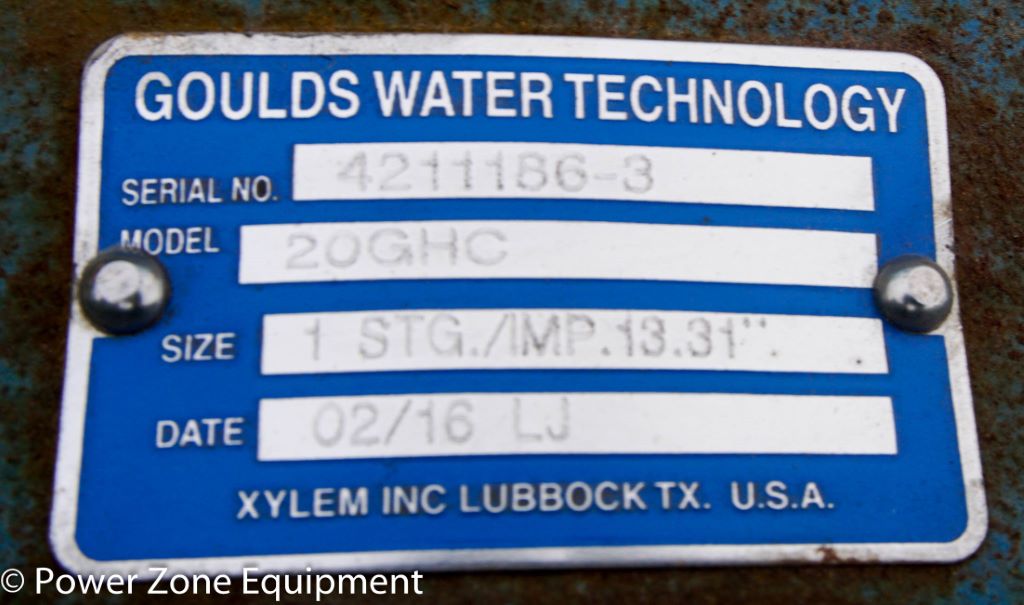 GOULDS WATER TECHNOLOGY
SERIAL NO. 4211186-3
MODEL 20GHC
SIZE 1 STG./IMP.13.31".
DATE 02/16 LJ
XYLEM INC LUBBOCK TX. U.S.A.
© Power Zone Equipment